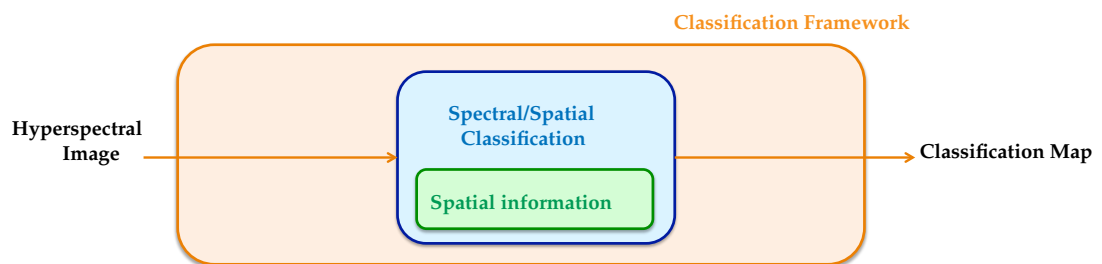 Classification Framework
Hyperspectral
Image
Spectral/Spatial
Classification
Spatial information
Classification Map